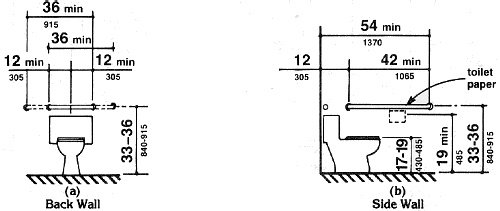 36 min
915
36 min
12 min
305
12 min
305
33-36
840-915
(a)
Back Wall
54 min
1370
12
305
42 min
1065
toilet
paper
17-19
430-485
19 min
485
33-36
840-915
(b)
Side Wall